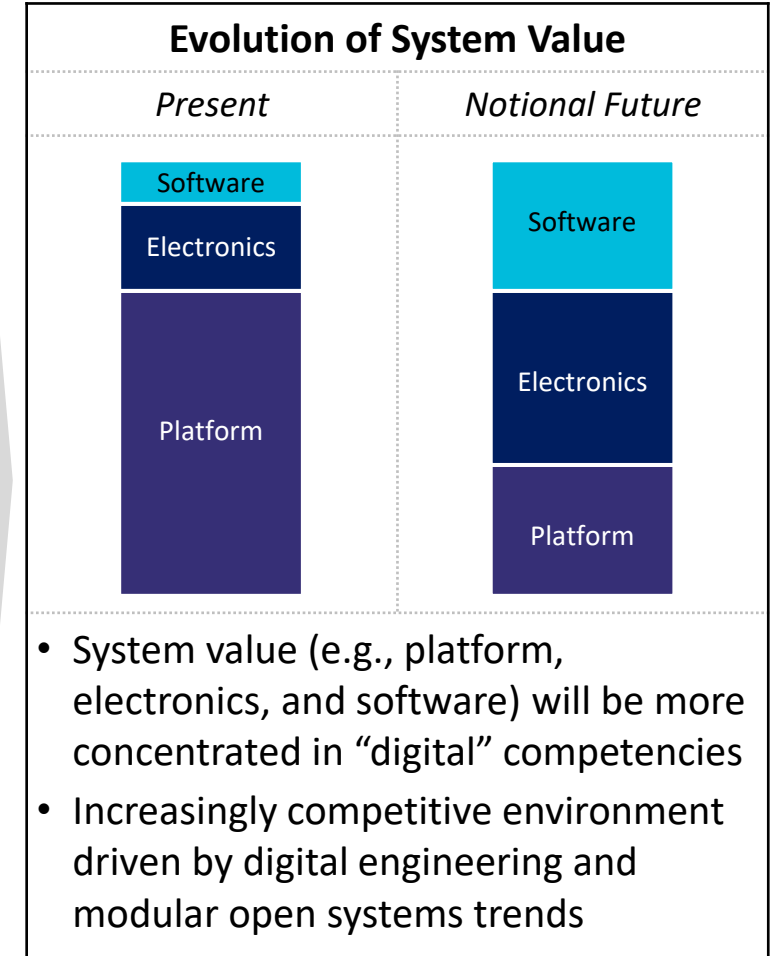 Evolution of System Value
Present
Notional Future
Software
Electronics
Platform
Software
Electronics
Platform
• System value (e.g., platform,
electronics, and software) will be more
concentrated in “digital” competencies
• Increasingly competitive environment
driven by digital engineering and
modular open systems trends